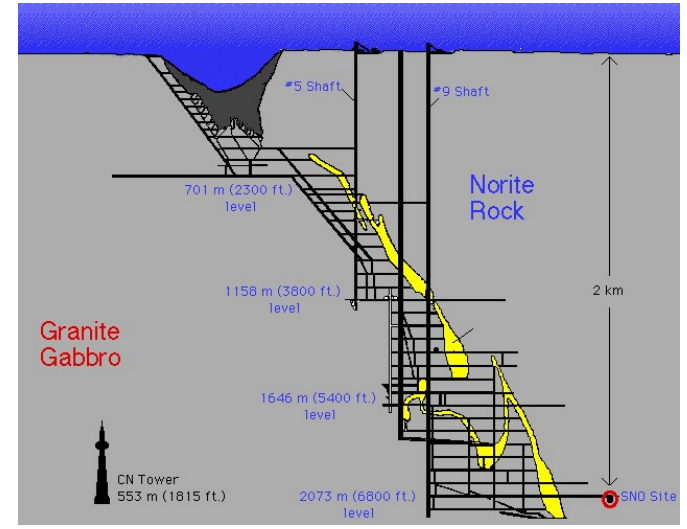 #5 Shaft
#9 Shaft
701 m (2300 ft.)
level
Norite
Rock
1158 m (3800 ft.)
level
2 km
Granite
Gabbro
1646 m (5400 ft.)
level
CN Tower
553 m (1815 ft.)
2073 m (6800 ft.)
level
SNO Site